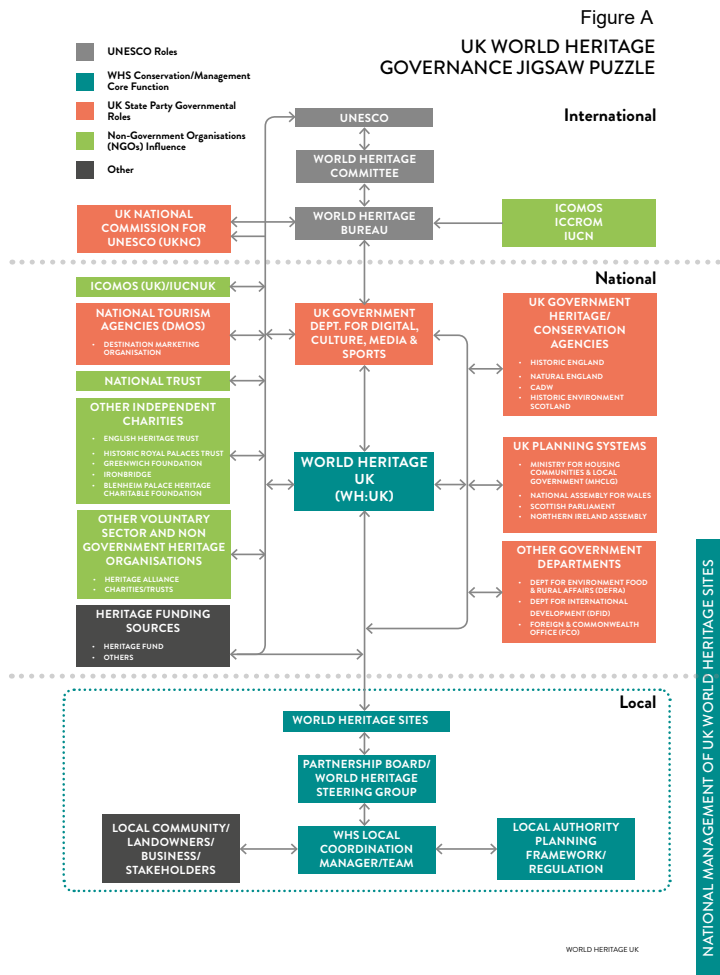 Figure A
UK WORLD HERITAGE
GOVERNANCE JIGSAW PUZZLE
UNESCO Roles
WHS Conservation/Management
Core Function
UK State Party Governmental
Roles
Non-Government Organisations
(NGOs) Influence
Other
International
UNESCO
WORLD HERITAGE
COMMITTEE
UK NATIONAL
COMMISSION FOR
UNESCO (UKNC)
WORLD HERITAGE
BUREAU
ICOMOS
ICCROM
IUCN
National
ICOMOS (UK)/IUCNUK
NATIONAL TOURISM
AGENCIES (DMOS)
• DESTINATION MARKETING
ORGANISATION
NATIONAL TRUST
OTHER INDEPENDENT
CHARITIES
• ENGLISH HERITAGE TRUST
• HISTORIC ROYAL PALACES TRUST
• GREENWICH FOUNDATION
• IRONBRIDGE
• BLENHEIM PALACE HERITAGE
CHARITABLE FOUNDATION
OTHER VOLUNTARY
SECTOR AND NON
GOVERNMENT HERITAGE
ORGANISATIONS
• HERITAGE ALLIANCE
• CHARITIES/TRUSTS
HERITAGE FUNDING
SOURCES
• HERITAGE FUND
• OTHERS
UK GOVERNMENT
DEPT. FOR DIGITAL,
CULTURE, MEDIA &
SPORTS
WORLD HERITAGE
UK
(WH:UK)
UK GOVERNMENT
HERITAGE/
CONSERVATION
AGENCIES
• HISTORIC ENGLAND
• NATURAL ENGLAND
• CADW
• HISTORIC ENVIRONMENT
SCOTLAND
UK PLANNING SYSTEMS
• MINISTRY FOR HOUSING
COMMUNITIES & LOCAL
GOVERNMENT (MHCLG)
• NATIONAL ASSEMBLY FOR WALES
• SCOTTISH PARLIAMENT
• NORTHERN IRELAND ASSEMBLY
OTHER GOVERNMENT
DEPARTMENTS
• DEPT FOR ENVIRONMENT FOOD
& RURAL AFFAIRS (DEFRA)
• DEPT FOR INTERNATIONAL
DEVELOPMENT (DFID)
• FOREIGN & COMMONWEALTH
OFFICE (FCO)
Local
WORLD HERITAGE SITES
PARTNERSHIP BOARD/
WORLD HERITAGE
STEERING GROUP
LOCAL COMMUNITY/
LANDOWNERS/
BUSINESS/
STAKEHOLDERS
WHS LOCAL
COORDINATION
MANAGER/TEAM
LOCAL AUTHORITY
PLANNING
FRAMEWORK/
REGULATION
NATIONAL MANAGEMENT OF UK WORLD HERITAGE SITES
WORLD HERITAGE UK